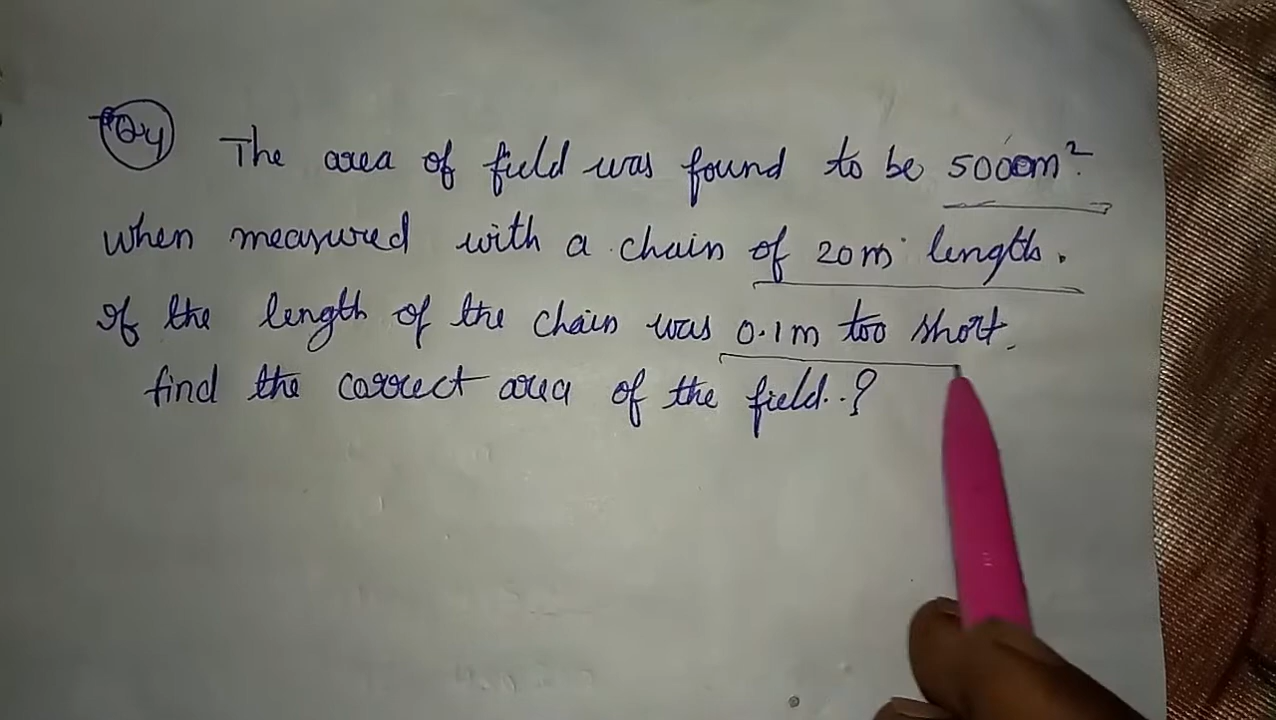 Q4 The area of field was found to be 5000m².
when measured with a chain of 20m length.
If the length of the chain was 0.1m too short.
find the correct area of the field..?